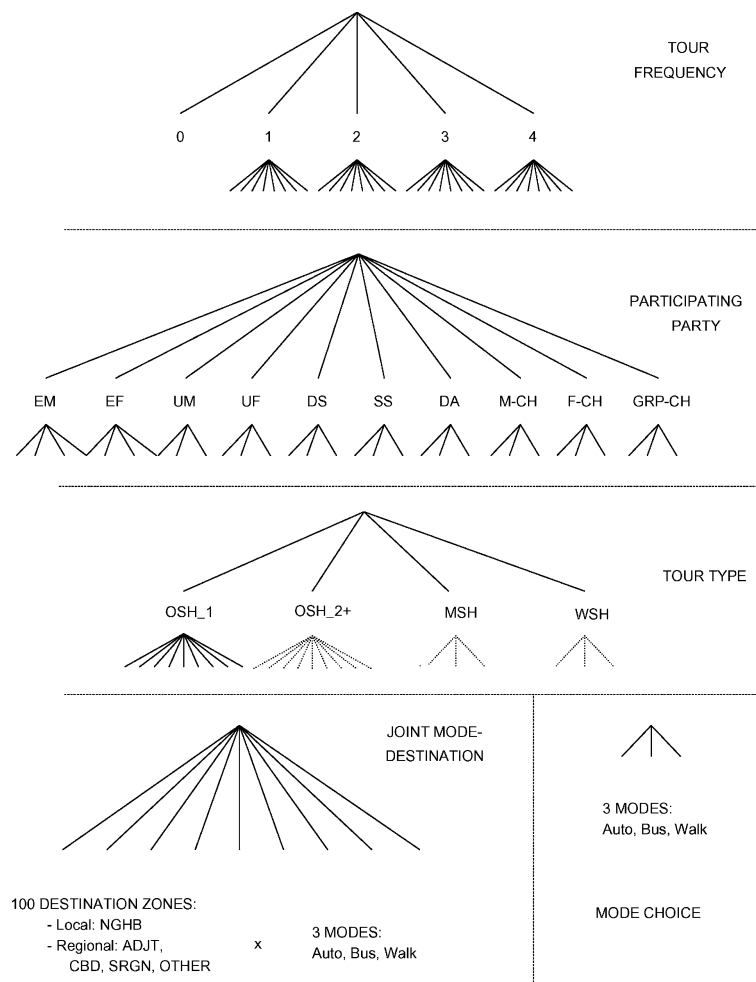 TOUR
FREQUENCY
0 1 2 3 4
PARTICIPATING
PARTY
EM EF UM UF DS SS DA M-CH F-CH GRP-CH
TOUR TYPE
OSH_1 OSH_2+ MSH WSH
JOINT MODE-
DESTINATION
3 MODES:
Auto, Bus, Walk
MODE CHOICE
100 DESTINATION ZONES:
- Local: NGHB
- Regional: ADJT,
CBD, SRGN, OTHER
x
3 MODES:
Auto, Bus, Walk